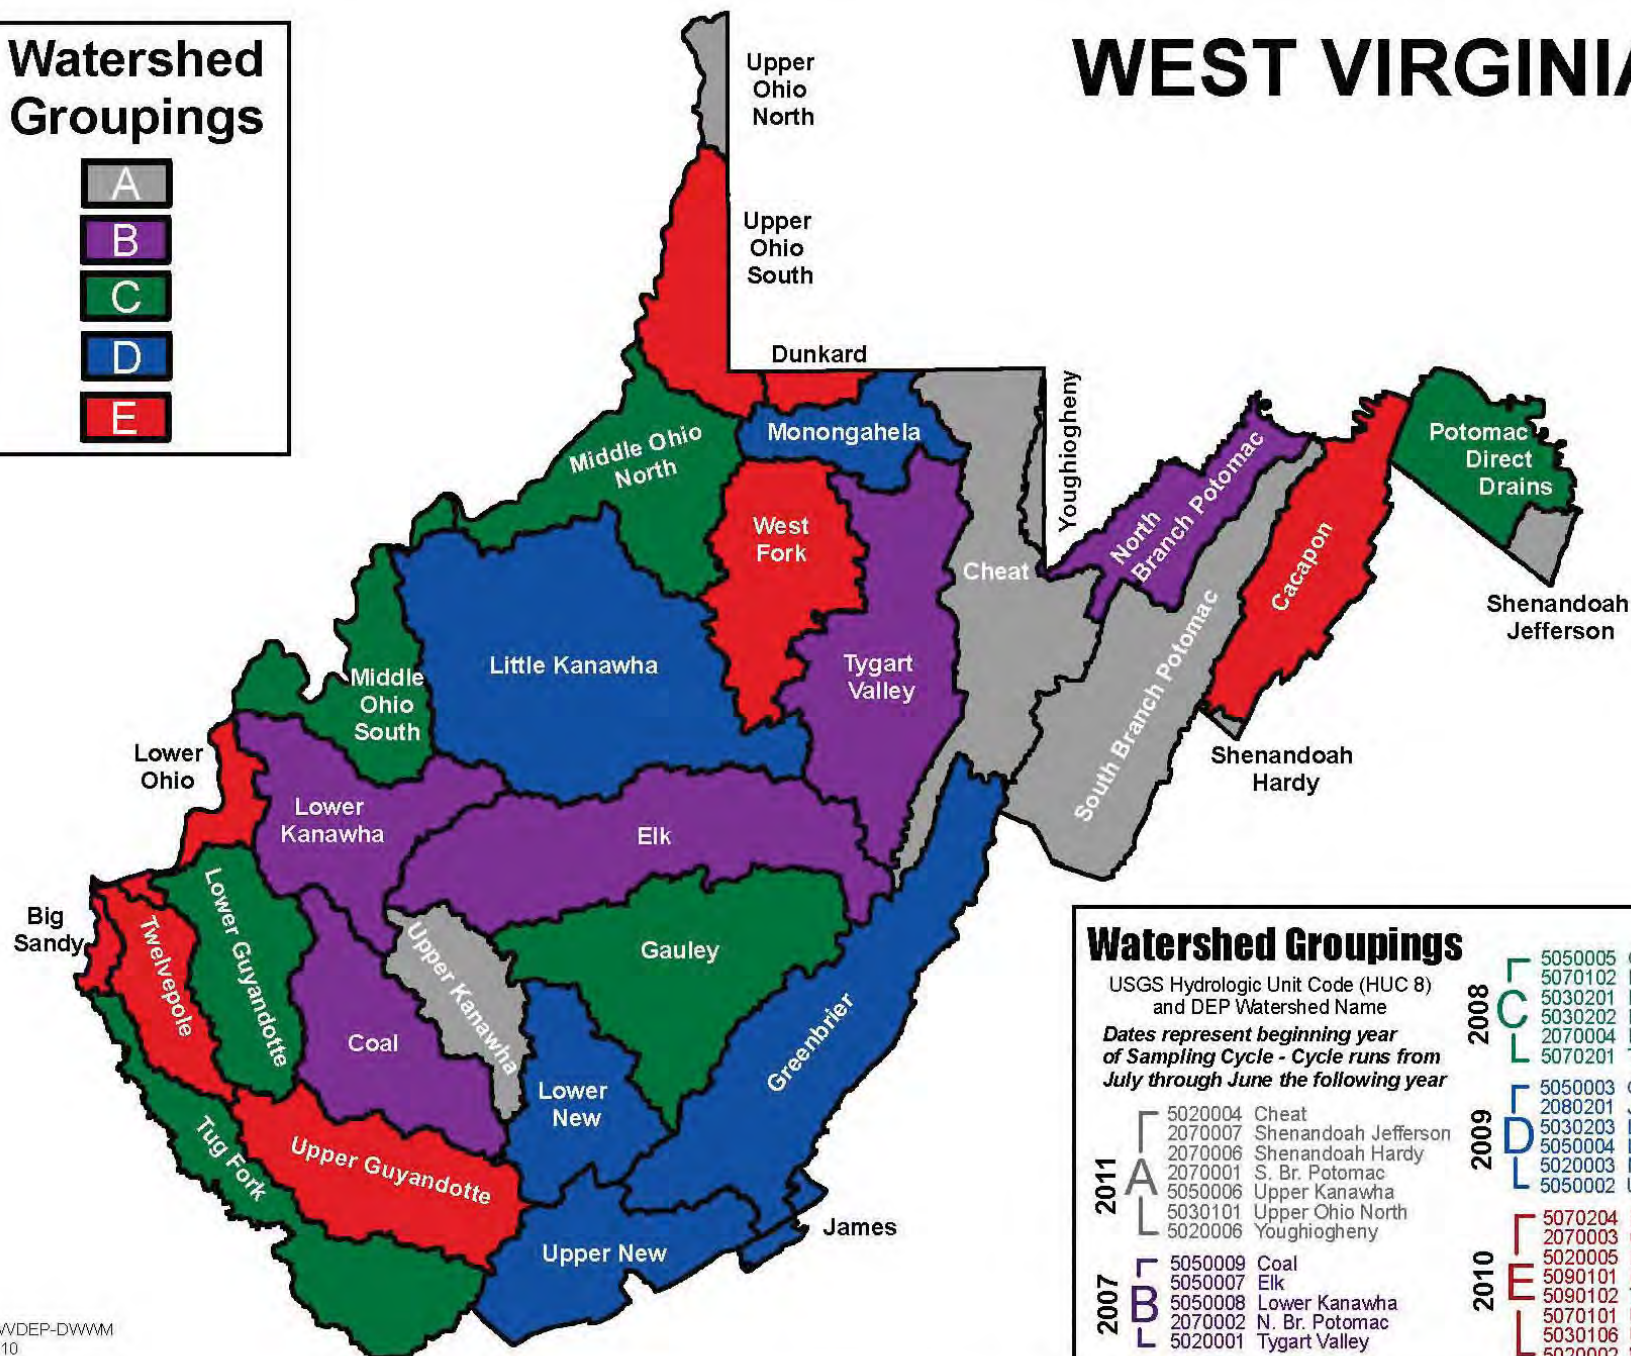 WEST VIRGINIA
Watershed
Groupings
A
B
C
D
E
Upper
Ohio
North
Upper
Ohio
South
Dunkard
Monongahela
Youghiogheny
Middle Ohio
North
West
Fork
Cheat
North
Branch Potomac
Cacapon
Potomac
Direct
Drains
Shenandoah
Jefferson
Little Kanawha
Tygart
Valley
South Branch Potomac
Shenandoah
Hardy
Middle
Ohio
South
Lower
Ohio
Lower
Kanawha
Elk
Big
Sandy
Twelvepole
Lower Guyandotte
Coal
Upper Kanawha
Gauley
Greenbrier
Lower
New
Tug Fork
Upper Guyandotte
Upper New
James
Watershed Groupings
USGS Hydrologic Unit Code (HUC 8)
and DEP Watershed Name
Dates represent beginning year
of Sampling Cycle - Cycle runs from
July through June the following year
2011
A
5020004 Cheat
2070007 Shenandoah Jefferson
2070006 Shenandoah Hardy
2070001 S. Br. Potomac
5050006 Upper Kanawha
5030101 Upper Ohio North
5020006 Youghiogheny
2007
B
5050009 Coal
5050007 Elk
5050008 Lower Kanawha
2070002 N. Br. Potomac
5020001 Tygart Valley
2008
C
5050005
5070102
5030201
5030202
2070004
5070201
2009
D
5050003
2080201
5030203
5050004
5020003
5050002
2010
E
5070204
2070003
5020005
5090101
5090102
5070101
5030106
5020002
VDEP-DWWM
10